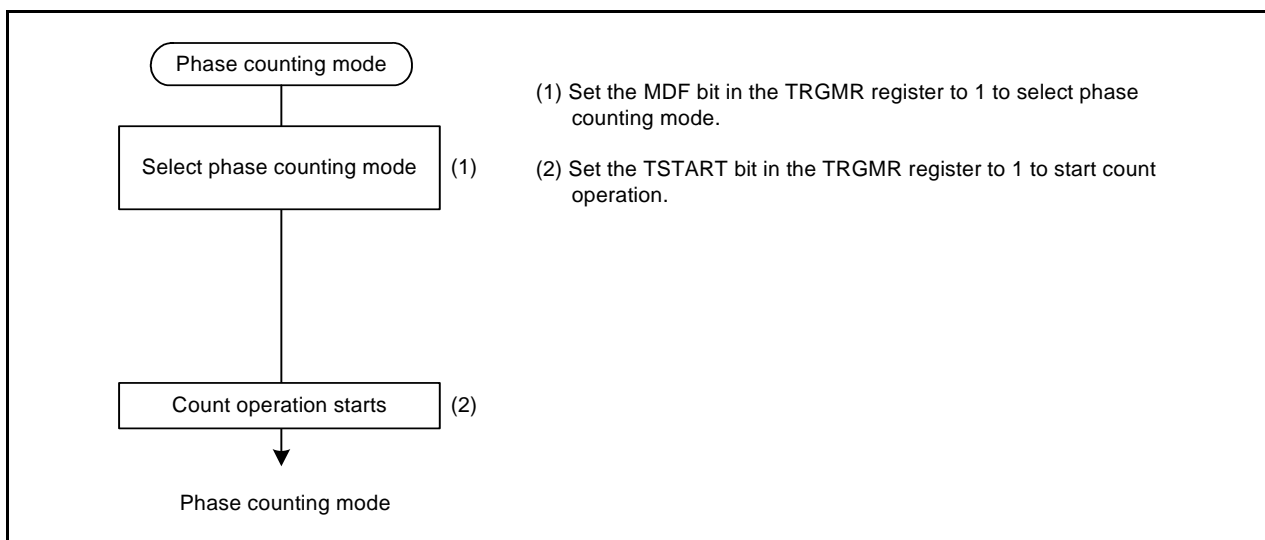 Phase counting mode
Select phase counting mode (1)
Count operation starts (2)
Phase counting mode
(1) Set the MDF bit in the TRGMR register to 1 to select phase
counting mode.
(2) Set the TSTART bit in the TRGMR register to 1 to start count
operation.